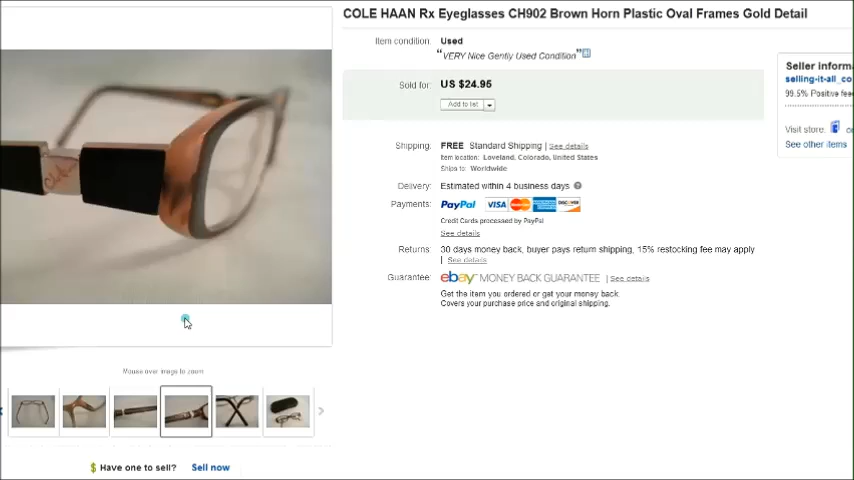 COLE HAAN Rx Eyeglasses CH902 Brown Horn Plastic Oval Frames Gold Detail
Item condition: Used
“VERY Nice Gently Used Condition”
Seller inform
selling-it-all_co
99.5% Positive fee
Sold for: US $24.95
Add to list
Visit store:
See other items
Shipping: FREE Standard Shipping | See details
Item location: Loveland, Colorado, United States
Ships to: Worldwide
Delivery: Estimated within 4 business days
Payments: PayPal VISA MasterCard DISCOVER
Credit Cards processed by PayPal
See details
Returns: 30 days money back, buyer pays return shipping, 15% restocking fee may apply
| See details
Guarantee: ebay MONEY BACK GUARANTEE | See details
Get the item you ordered or get your money back.
Covers your purchase price and original shipping.
Mouse over image to zoom
$ Have one to sell? Sell now